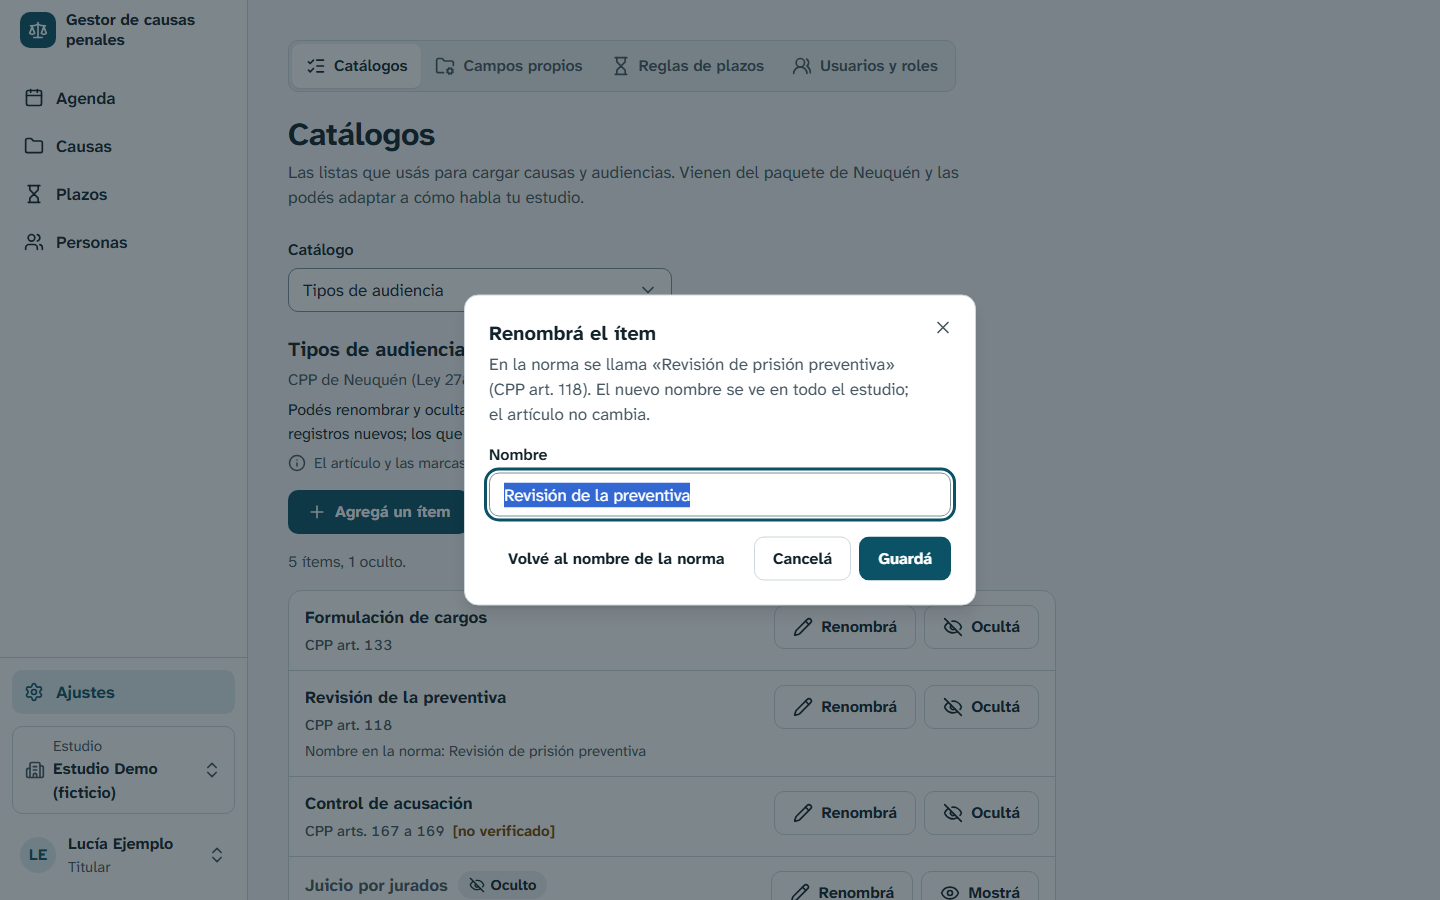 Gestor de causas
penales
Agenda
Causas
Plazos
Personas
Ajustes
Estudio
Estudio Demo
(ficticio)
LE
Lucía Ejemplo
Titular
Catálogos
Campos propios
Reglas de plazos
Usuarios y roles
Catálogos
Las listas que usás para cargar causas y audiencias. Vienen del paquete de Neuquén y las
podés adaptar a cómo habla tu estudio.
Catálogo
Tipos de audiencia
Tipos de audiencia
CPP de Neuquén (Ley
Podés renombrar y
registros nuevos; los que
El artículo y las marcas
Agregá un ítem
5 ítems, 1 oculto.
Renombrá el ítem
En la norma se llama «Revisión de prisión preventiva»
(CPP art. 118). El nuevo nombre se ve en todo el estudio;
el artículo no cambia.
Nombre
Revisión de la preventiva
Volvé al nombre de la norma
Cancelá
Guardá
Formulación de cargos
CPP art. 133
Renombrá
Ocultá
Revisión de la preventiva
CPP art. 118
Nombre en la norma: Revisión de prisión preventiva
Renombrá
Ocultá
Control de acusación
CPP arts. 167 a 169 [no verificado]
Renombrá
Ocultá
Juicio por jurados
Oculto
Renombrá
Mostrá